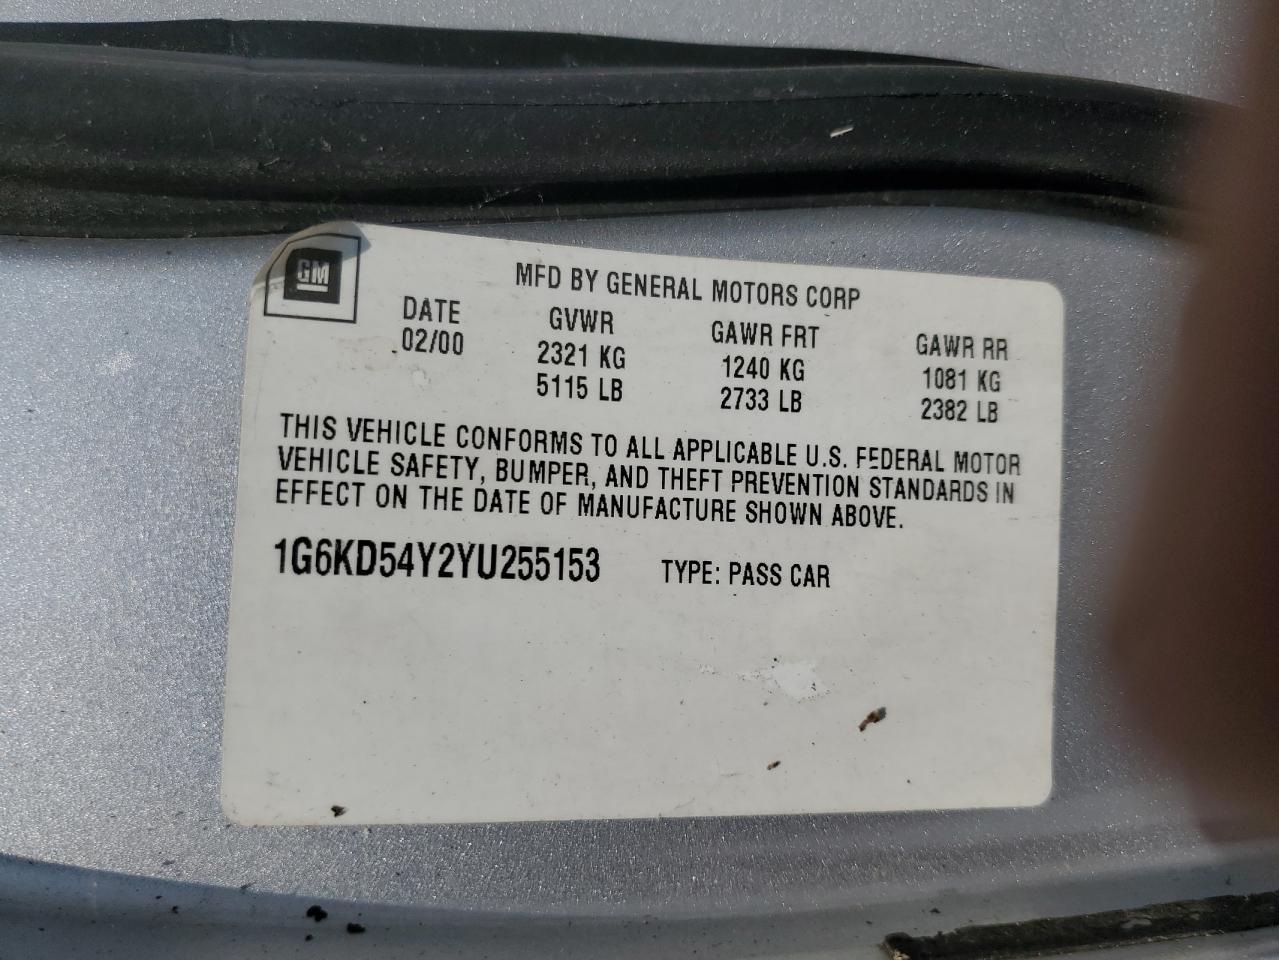 GM
MFD BY GENERAL MOTORS CORP
DATE GVWR GAWR FRT GAWR RR
02/00 2321 KG 1240 KG 1081 KG
5115 LB 2733 LB 2382 LB
THIS VEHICLE CONFORMS TO ALL APPLICABLE U.S. FEDERAL MOTOR
VEHICLE SAFETY, BUMPER, AND THEFT PREVENTION STANDARDS IN
EFFECT ON THE DATE OF MANUFACTURE SHOWN ABOVE.
1G6KD54Y2YU255153 TYPE: PASS CAR